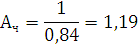 Aч = 1/0,84 = 1,19